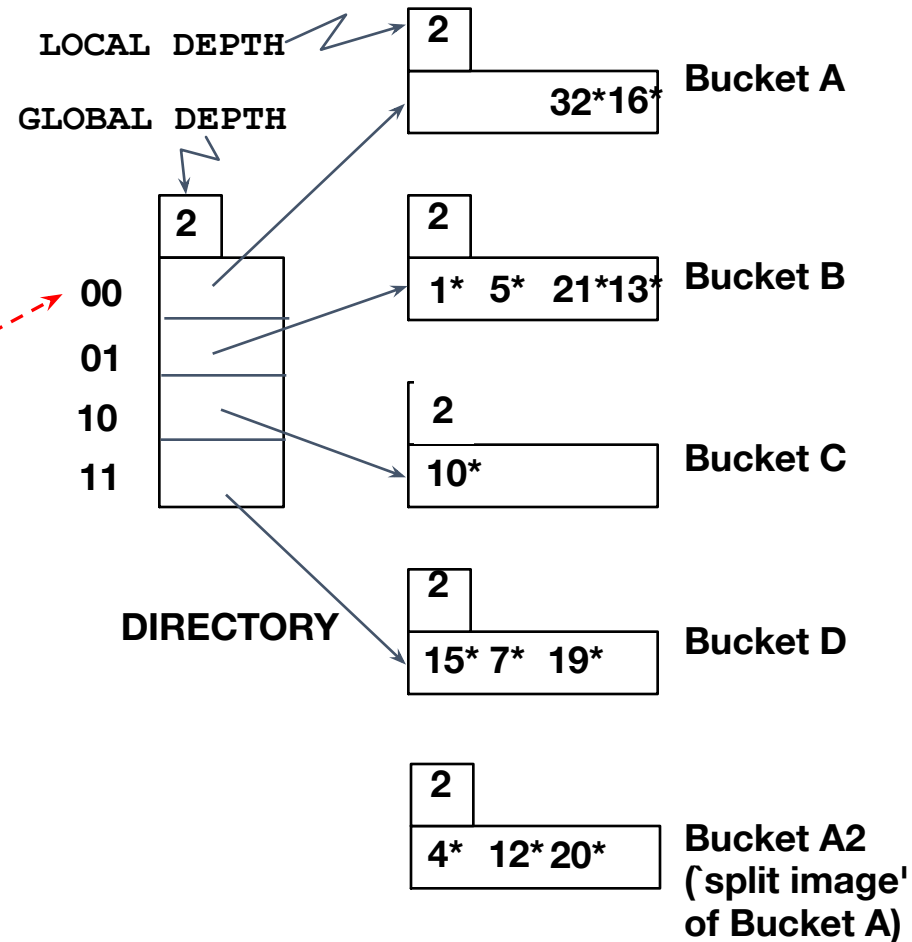 LOCAL DEPTH
GLOBAL DEPTH
2
00
01
10
11
DIRECTORY
2
32* 16*
Bucket A
2
1* 5* 21* 13*
Bucket B
2
10*
Bucket C
2
15* 7* 19*
Bucket D
2
4* 12* 20*
Bucket A2
(`split image'
of Bucket A)